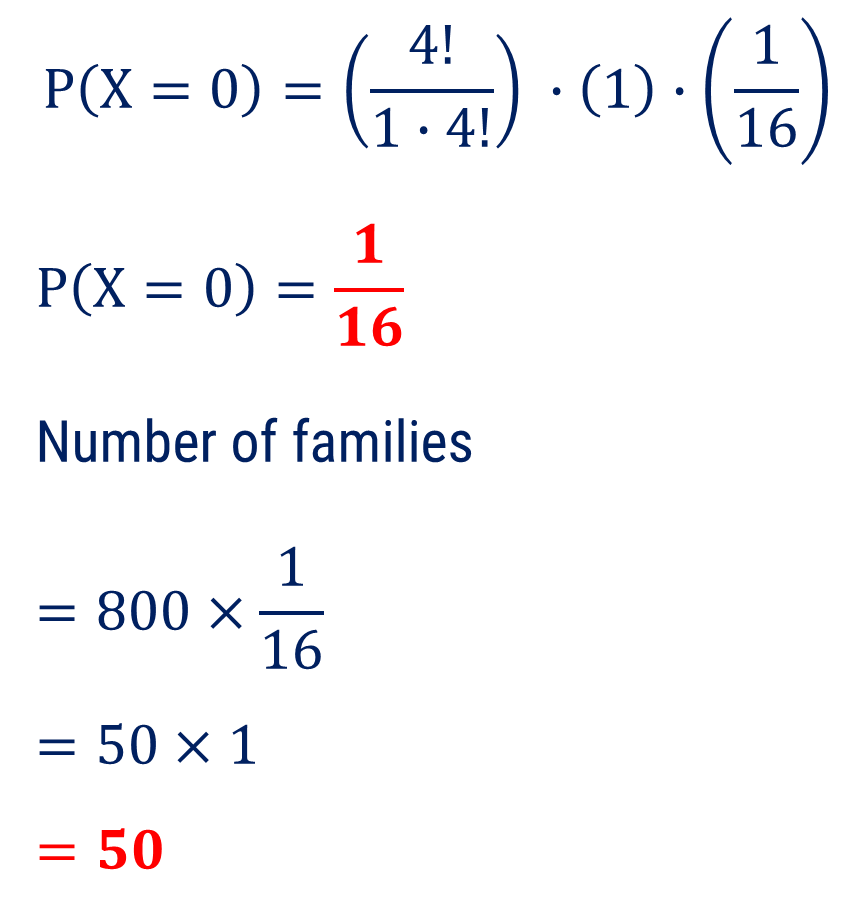 P(X = 0) = (4!/(1 · 4!)) · (1) · (1/16)
P(X = 0) = 1/16
Number of families
= 800 × 1/16
= 50 × 1
= 50